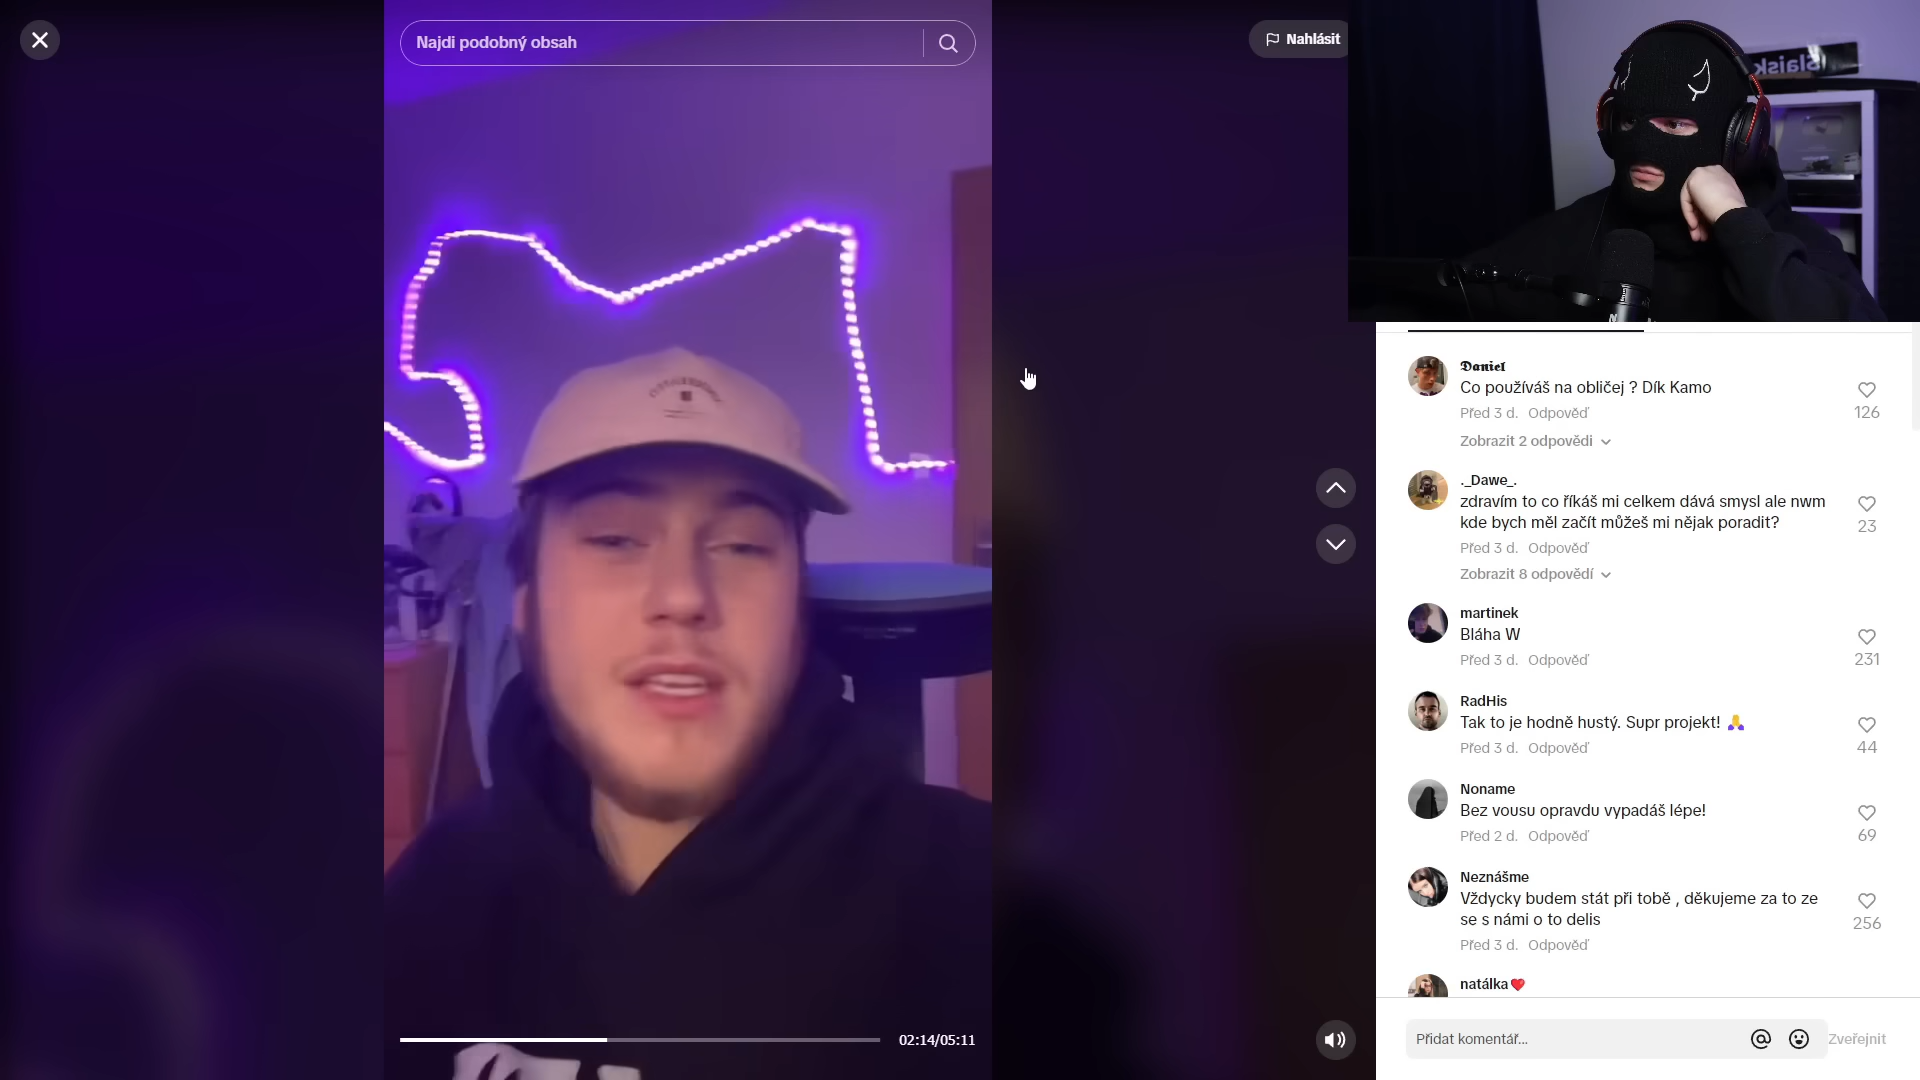 Najdi podobný obsah
Nahlásit
Slaisk
𝕯𝖆𝖓𝖎𝖊𝖑
Co používáš na obličej ? Dík Kamo
Před 3 d. Odpověď
126
Zobrazit 2 odpovědi
._Dawe_.
zdravím to co říkáš mi celkem dává smysl ale nwm
kde bych měl začít můžeš mi nějak poradit?
23
Před 3 d. Odpověď
Zobrazit 8 odpovědí
martinek
Bláha W
Před 3 d. Odpověď
231
RadHis
Tak to je hodně hustý. Supr projekt! 🙏
Před 3 d. Odpověď
44
Noname
Bez vousu opravdu vypadáš lépe!
Před 2 d. Odpověď
69
Neznášme
Vždycky budem stát při tobě , děkujeme za to ze
se s námi o to delis
256
Před 3 d. Odpověď
natálka❤️
02:14/05:11
Přidat komentář...
Zveřejnit